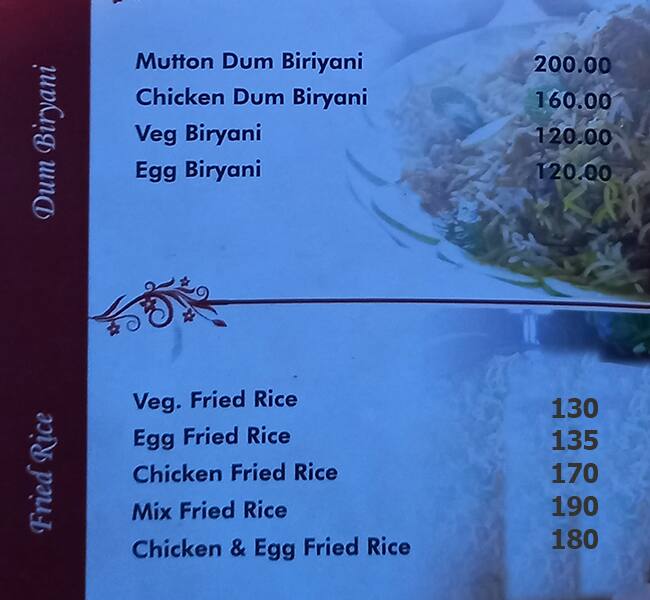 Dum Biryani
Mutton Dum Biriyani 200.00
Chicken Dum Biryani 160.00
Veg Biryani 120.00
Egg Biryani 120.00
Fried Rice
Veg. Fried Rice 130
Egg Fried Rice 135
Chicken Fried Rice 170
Mix Fried Rice 190
Chicken & Egg Fried Rice 180